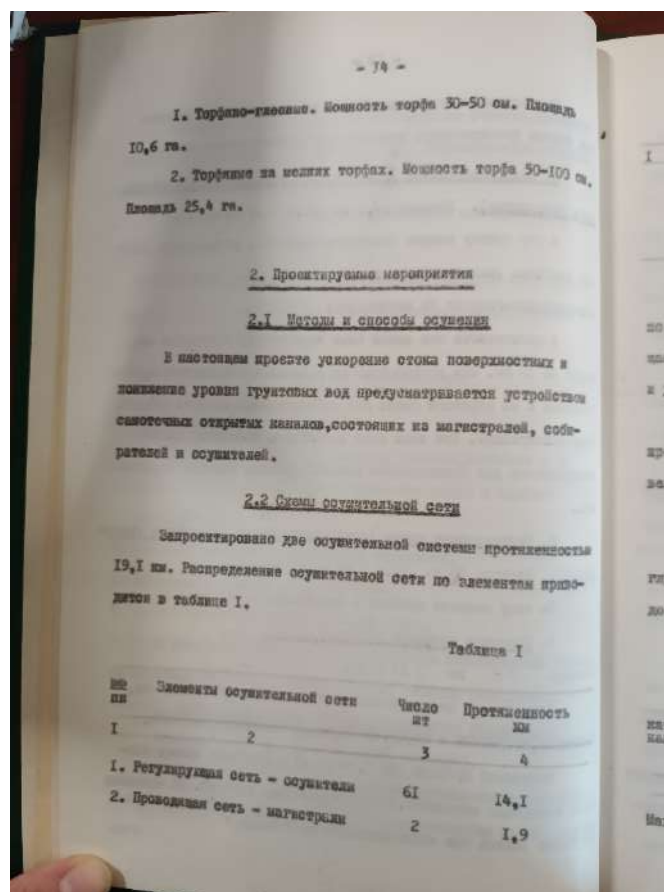 - 14 -
1. Торфяно-глеевые. Мощность торфа 30-50 см. Площадь
10,6 га.
2. Торфяные на мелких торфах. Мощность торфа 50-100 см.
Площадь 25,4 га.
2. Проектируемые мероприятия
2.1 Методы и способы осушения
В настоящем проекте ускорение стока поверхностных и
понижение уровня грунтовых вод предусматривается устройством
самотечных открытых каналов,состоящих из магистралей, соби-
рателей и осушителей.
2.2 Схемы осушительной сети
Запроектировано две осушительной системы протяженностью
19,1 км. Распределение осушительной сети по элементам приво-
дится в таблице 1.
Таблица 1
№№ пп Элементы осушительной сети Число шт Протяженность км
1 2 3 4
1. Регулирующая сеть - осушители 61 14,1
2. Проводящая сеть - магистрали 2 1,9